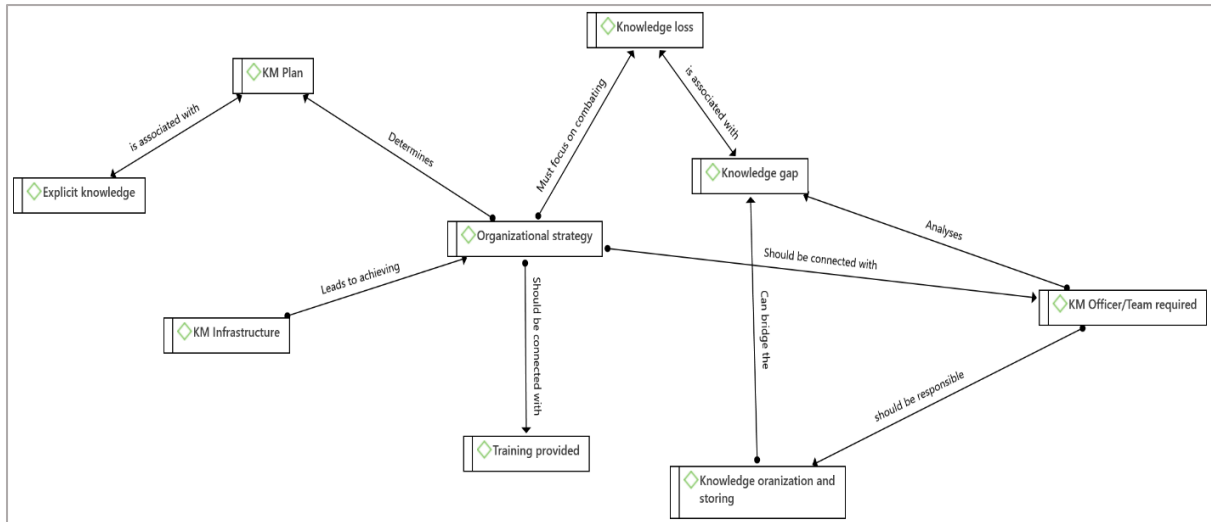 Knowledge loss
KM Plan
is associated with
Must focus on combating
is associated with
Determines
Knowledge gap
Explicit knowledge
Organizational strategy
Analyses
Should be connected with
Leads to achieving
Should be connected with
Can bridge the
KM Officer/Team required
KM Infrastructure
should be responsible
Training provided
Knowledge oranization and
storing